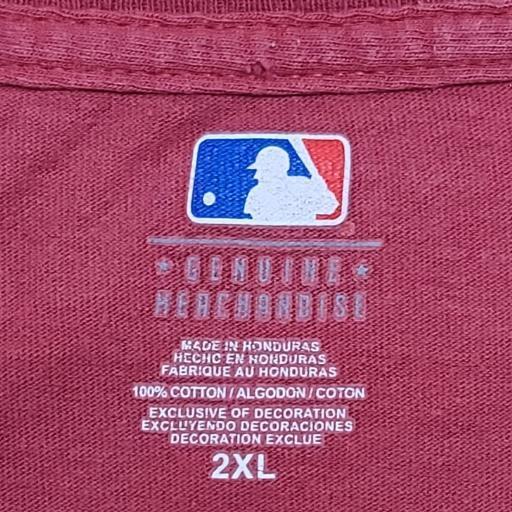 ★ GENUINE ★
MERCHANDISE
MADE IN HONDURAS
HECHO EN HONDURAS
FABRIQUE AU HONDURAS
100% COTTON / ALGODON / COTON
EXCLUSIVE OF DECORATION
EXCLUYENDO DECORACIONES
DECORATION EXCLUE
2XL